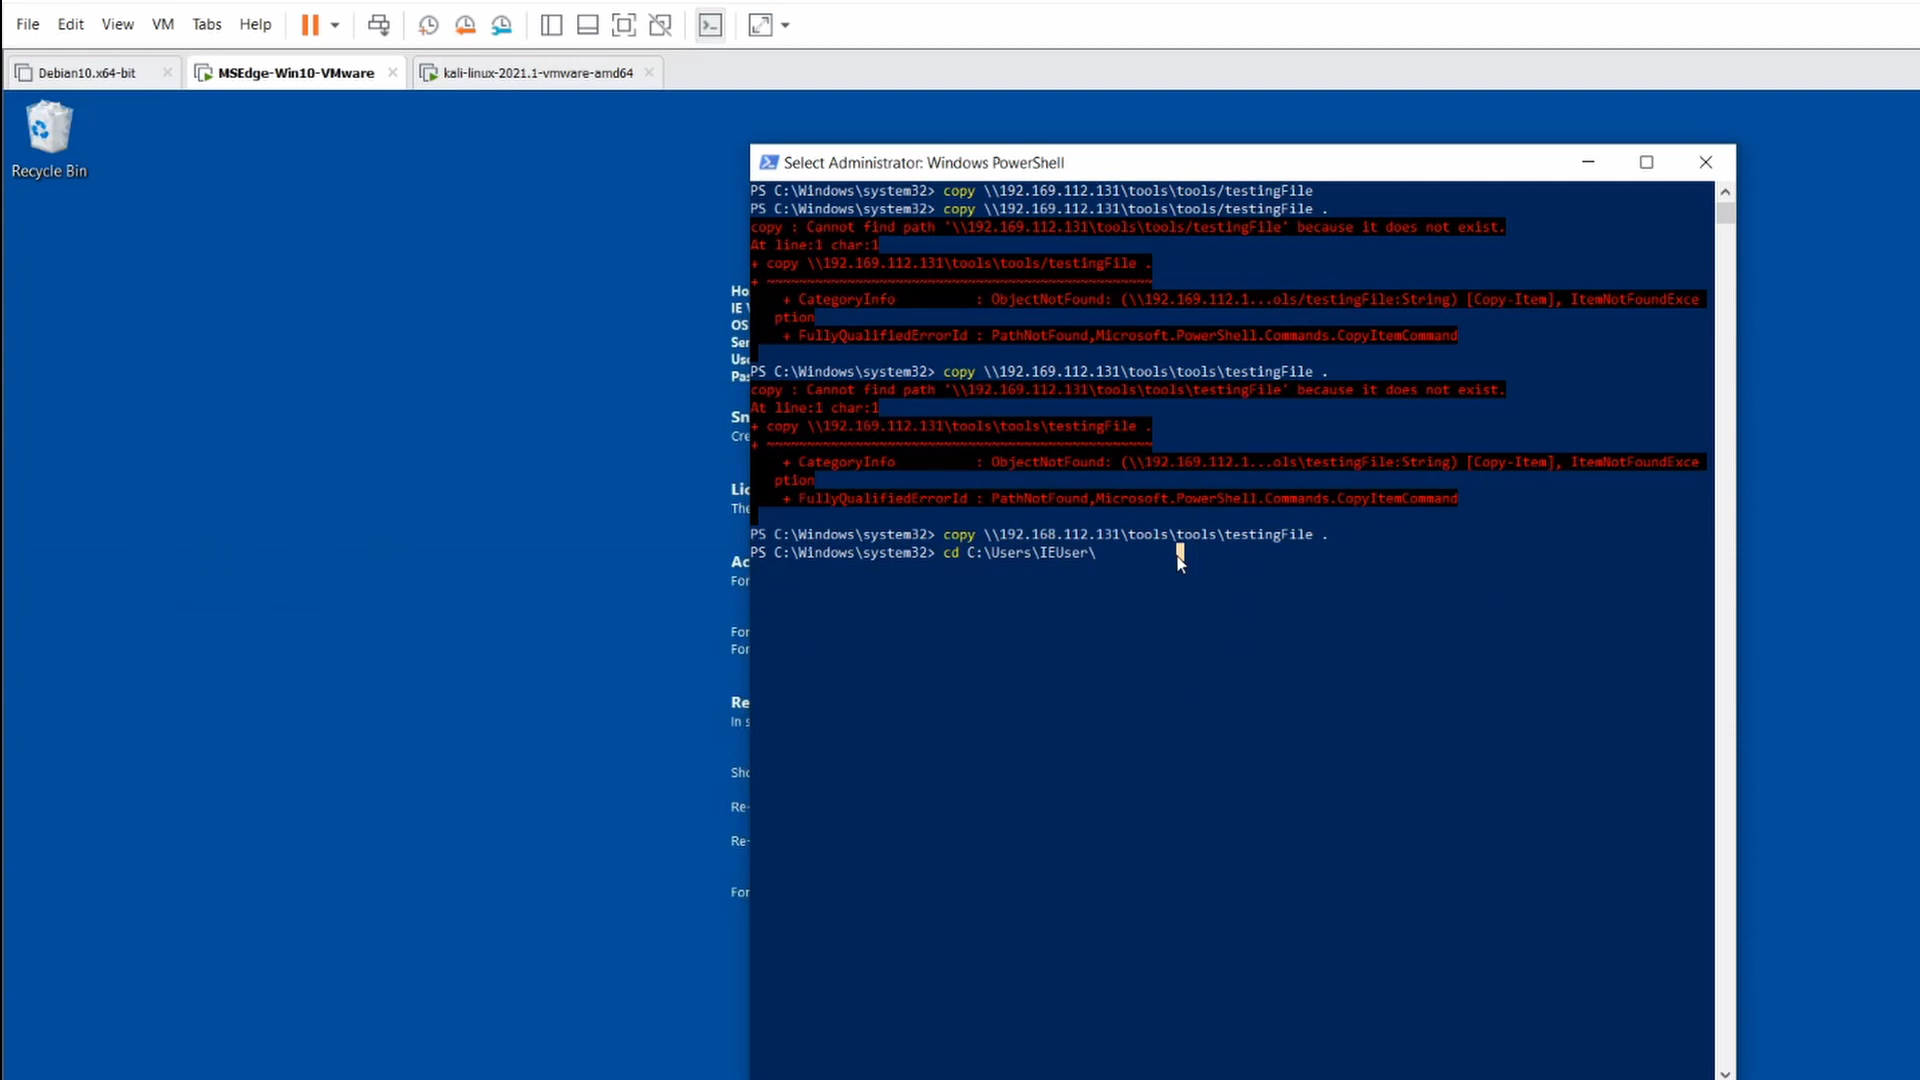 File Edit View VM Tabs Help
Debian10.x64-bit
MSEdge-Win10-VMware
kali-linux-2021.1-vmware-amd64
Recycle Bin
Select Administrator: Windows PowerShell
PS C:\Windows\system32> copy \\192.169.112.131\tools\tools/testingFile
PS C:\Windows\system32> copy \\192.169.112.131\tools\tools/testingFile .
copy : Cannot find path '\\192.169.112.131\tools\tools/testingFile' because it does not exist.
At line:1 char:1
+ copy \\192.169.112.131\tools\tools/testingFile .
+ ~~~~~~~~~~~~~~~~~~~~~~~~~~~~~~~~~~~~~~~~~~~~~~~~
+ CategoryInfo : ObjectNotFound: (\\192.169.112.1...ols/testingFile:String) [Copy-Item], ItemNotFoundExce
ption
+ FullyQualifiedErrorId : PathNotFound,Microsoft.PowerShell.Commands.CopyItemCommand
PS C:\Windows\system32> copy \\192.169.112.131\tools\tools\testingFile .
copy : Cannot find path '\\192.169.112.131\tools\tools\testingFile' because it does not exist.
At line:1 char:1
+ copy \\192.169.112.131\tools\tools\testingFile .
+ ~~~~~~~~~~~~~~~~~~~~~~~~~~~~~~~~~~~~~~~~~~~~~~~~
+ CategoryInfo : ObjectNotFound: (\\192.169.112.1...ols\testingFile:String) [Copy-Item], ItemNotFoundExce
ption
+ FullyQualifiedErrorId : PathNotFound,Microsoft.PowerShell.Commands.CopyItemCommand
PS C:\Windows\system32> copy \\192.168.112.131\tools\tools\testingFile .
PS C:\Windows\system32> cd C:\Users\IEUser\
Ho
IE
OS
Ser
Use
Pas
Sn
Cre
Lic
The
Ac
For
For
For
Re
In s
Sho
Re-
Re-
For